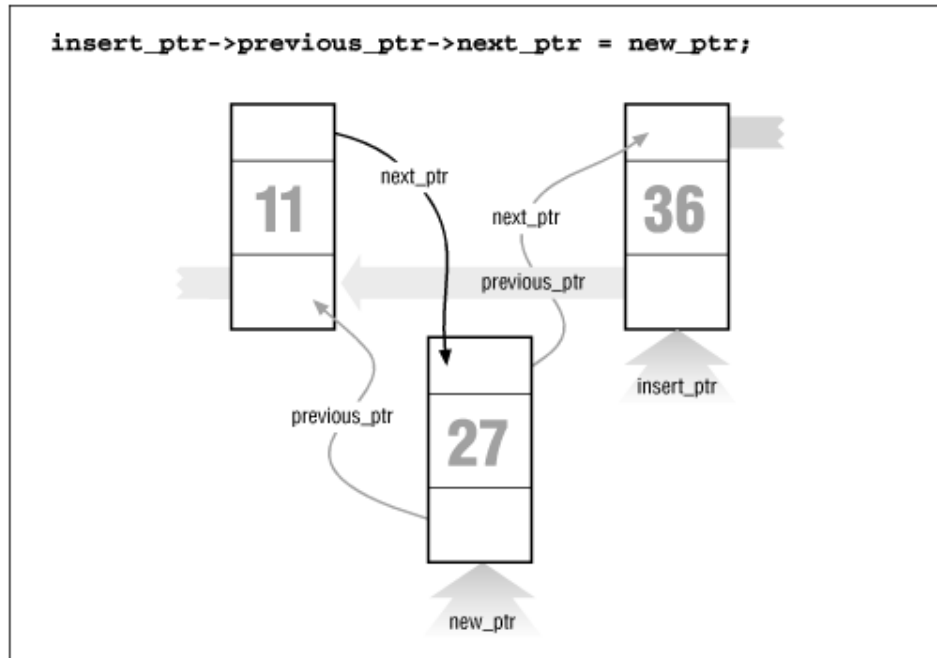 insert_ptr->previous_ptr->next_ptr = new_ptr;
next_ptr
11
next_ptr
36
previous_ptr
insert_ptr
previous_ptr
27
new_ptr